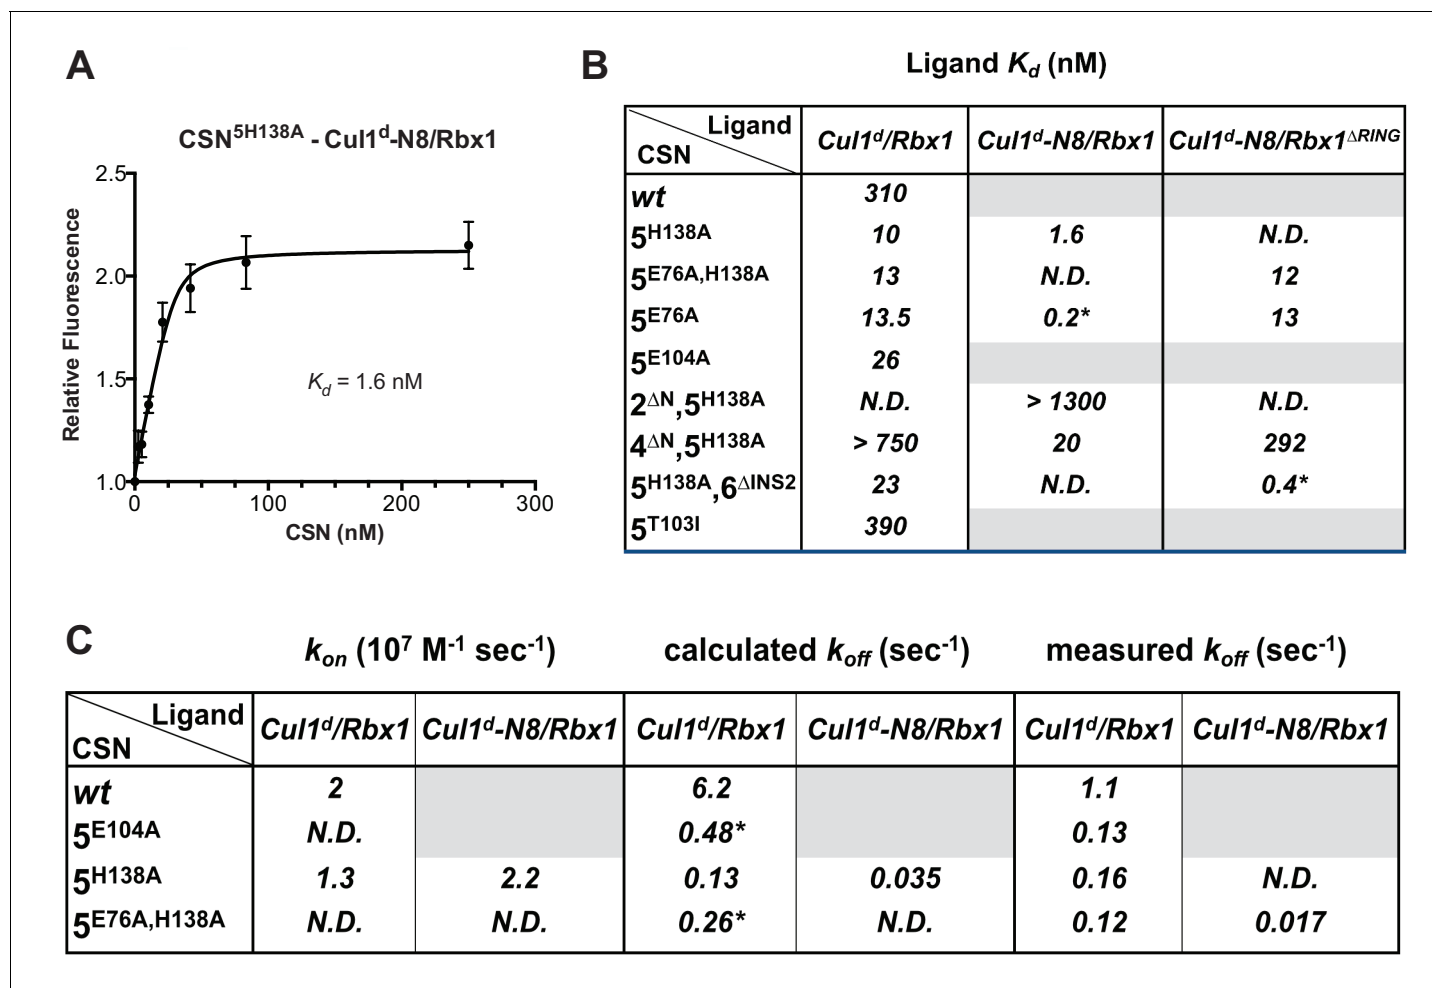 A
CSN5H138A - Cul1d-N8/Rbx1
Relative Fluorescence
2.5
2.0
1.5
1.0
Kd = 1.6 nM
0 100 200 300
CSN (nM)
B
Ligand Kd (nM)
Ligand
CSN
Cul1d/Rbx1 Cul1d-N8/Rbx1 Cul1d-N8/Rbx1ΔRING
wt 310
5H138A 10 1.6 N.D.
5E76A,H138A 13 N.D. 12
5E76A 13.5 0.2* 13
5E104A 26
2ΔN,5H138A N.D. > 1300 N.D.
4ΔN,5H138A > 750 20 292
5H138A,6ΔINS2 23 N.D. 0.4*
5T103I 390
C
kon (10⁷ M⁻¹ sec⁻¹) calculated koff (sec⁻¹) measured koff (sec⁻¹)
Ligand
CSN
Cul1d/Rbx1 Cul1d-N8/Rbx1 Cul1d/Rbx1 Cul1d-N8/Rbx1 Cul1d/Rbx1 Cul1d-N8/Rbx1
wt 2 6.2 1.1
5E104A N.D. 0.48* 0.13
5H138A 1.3 2.2 0.13 0.035 0.16 N.D.
5E76A,H138A N.D. N.D. 0.26* N.D. 0.12 0.017